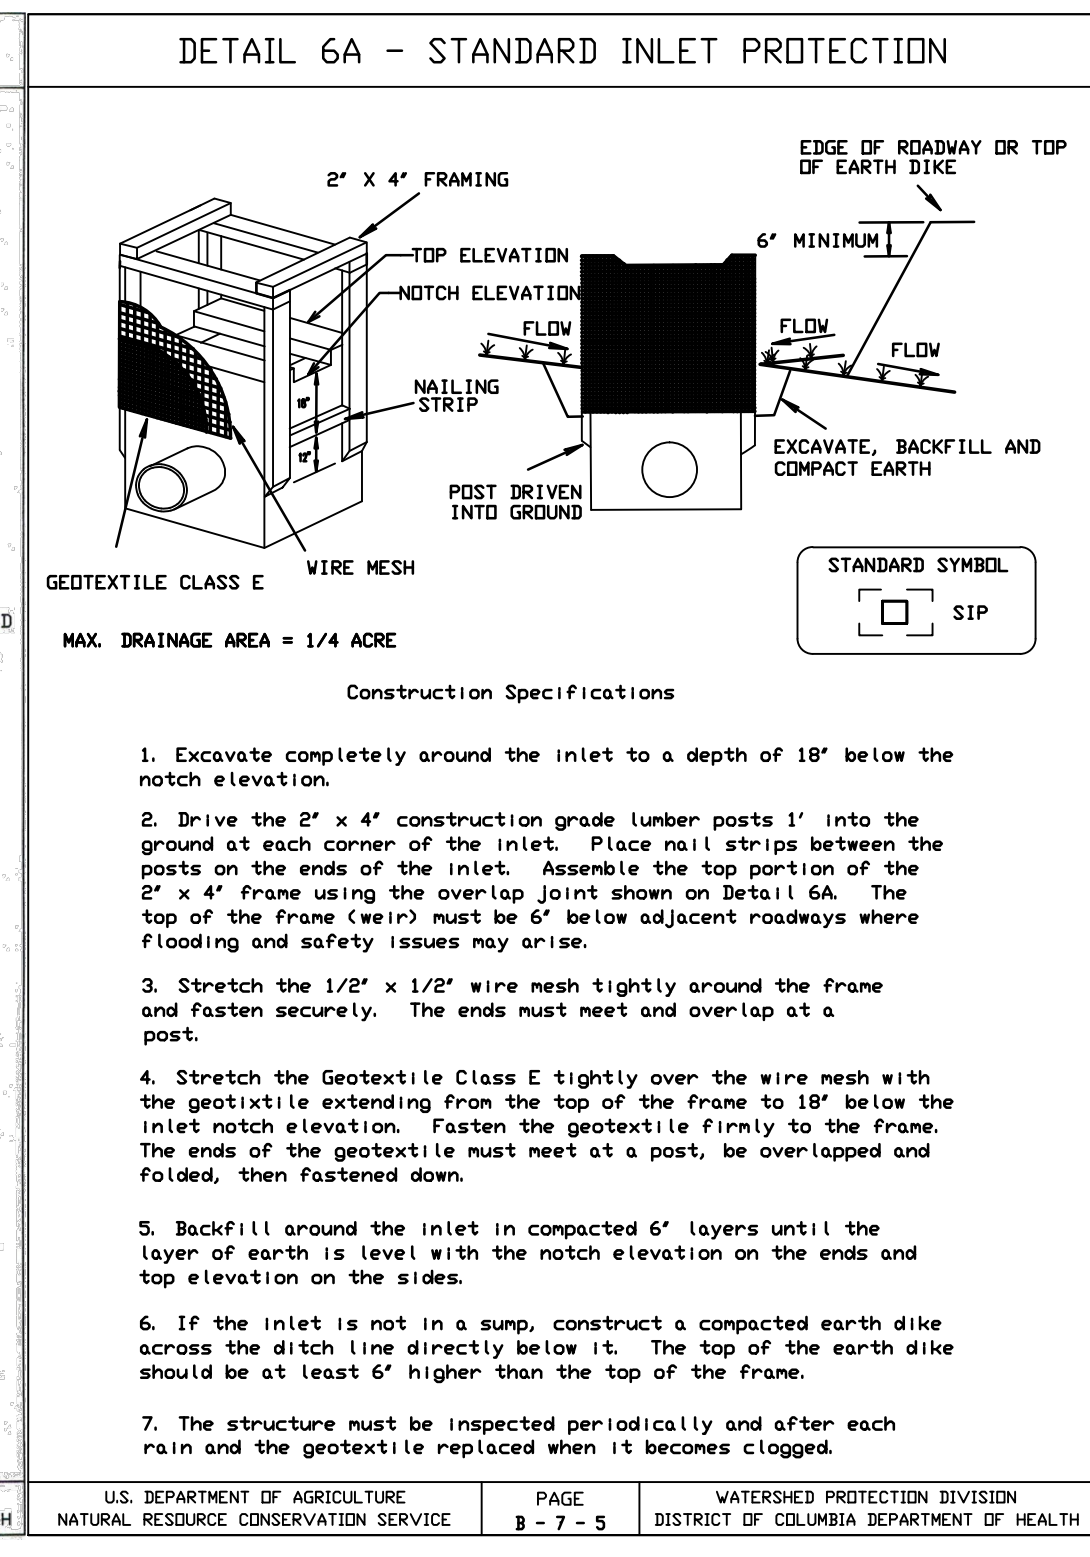 DETAIL 6A - STANDARD INLET PROTECTION
EDGE OF ROADWAY OR TOP
OF EARTH DIKE
2" X 4" FRAMING
6" MINIMUM
TOP ELEVATION
NOTCH ELEVATION
FLOW
FLOW
FLOW
NAILING
STRIP
18"
12"
EXCAVATE, BACKFILL AND
COMPACT EARTH
POST DRIVEN
INTO GROUND
WIRE MESH
GEOTEXTILE CLASS E
STANDARD SYMBOL
SIP
D
MAX. DRAINAGE AREA = 1/4 ACRE
Construction Specifications
1. Excavate completely around the inlet to a depth of 18" below the
notch elevation.
2. Drive the 2" x 4" construction grade lumber posts 1' into the
ground at each corner of the inlet. Place nail strips between the
posts on the ends of the inlet. Assemble the top portion of the
2" x 4" frame using the overlap joint shown on Detail 6A. The
top of the frame (weir) must be 6" below adjacent roadways where
flooding and safety issues may arise.
3. Stretch the 1/2" x 1/2" wire mesh tightly around the frame
and fasten securely. The ends must meet and overlap at a
post.
4. Stretch the Geotextile Class E tightly over the wire mesh with
the geotixtile extending from the top of the frame to 18" below the
inlet notch elevation. Fasten the geotextile firmly to the frame.
The ends of the geotextile must meet at a post, be overlapped and
folded, then fastened down.
5. Backfill around the inlet in compacted 6" layers until the
layer of earth is level with the notch elevation on the ends and
top elevation on the sides.
6. If the inlet is not in a sump, construct a compacted earth dike
across the ditch line directly below it. The top of the earth dike
should be at least 6" higher than the top of the frame.
7. The structure must be inspected periodically and after each
rain and the geotextile replaced when it becomes clogged.
U.S. DEPARTMENT OF AGRICULTURE
NATURAL RESOURCE CONSERVATION SERVICE
PAGE
B - 7 - 5
WATERSHED PROTECTION DIVISION
DISTRICT OF COLUMBIA DEPARTMENT OF HEALTH
H